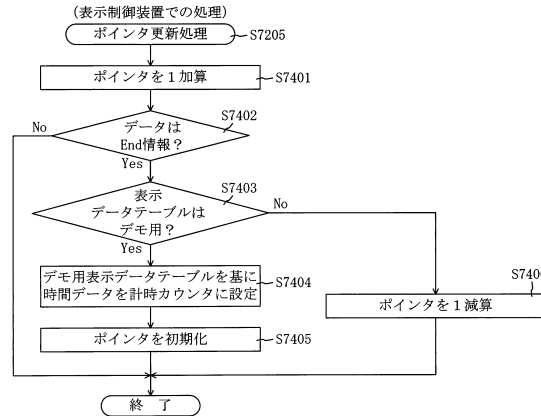 (表示制御装置での処理)
ポインタ更新処理
S7205
ポインタを１加算
S7401
S7402
No
データは
End情報？
Yes
S7403
表示
データテーブルは
デモ用？
No
Yes
デモ用表示データテーブルを基に
時間データを計時カウンタに設定
S7404
ポインタを１減算
ポインタを初期化
S7405
終 了